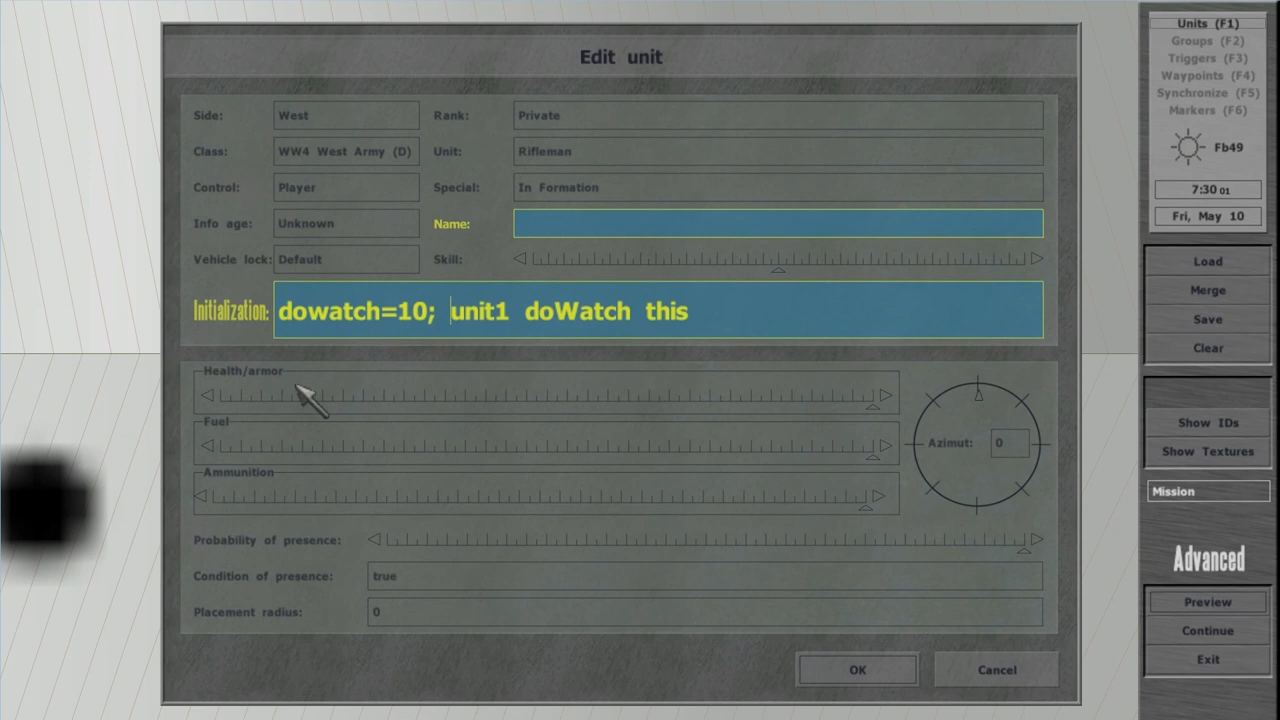 Edit unit
Side: West Rank: Private
Class: WW4 West Army (D) Unit: Rifleman
Control: Player Special: In Formation
Info age: Unknown Name:
Vehicle lock: Default Skill:
Initialization: dowatch=10; unit1 doWatch this
Health/armor
Fuel
Azimut: 0
Ammunition
Probability of presence:
Condition of presence: true
Placement radius: 0
OK Cancel
Units (F1)
Groups (F2)
Triggers (F3)
Waypoints (F4)
Synchronize (F5)
Markers (F6)
Fb49
7:30 01
Fri, May 10
Load
Merge
Save
Clear
Show IDs
Show Textures
Mission
Advanced
Preview
Continue
Exit